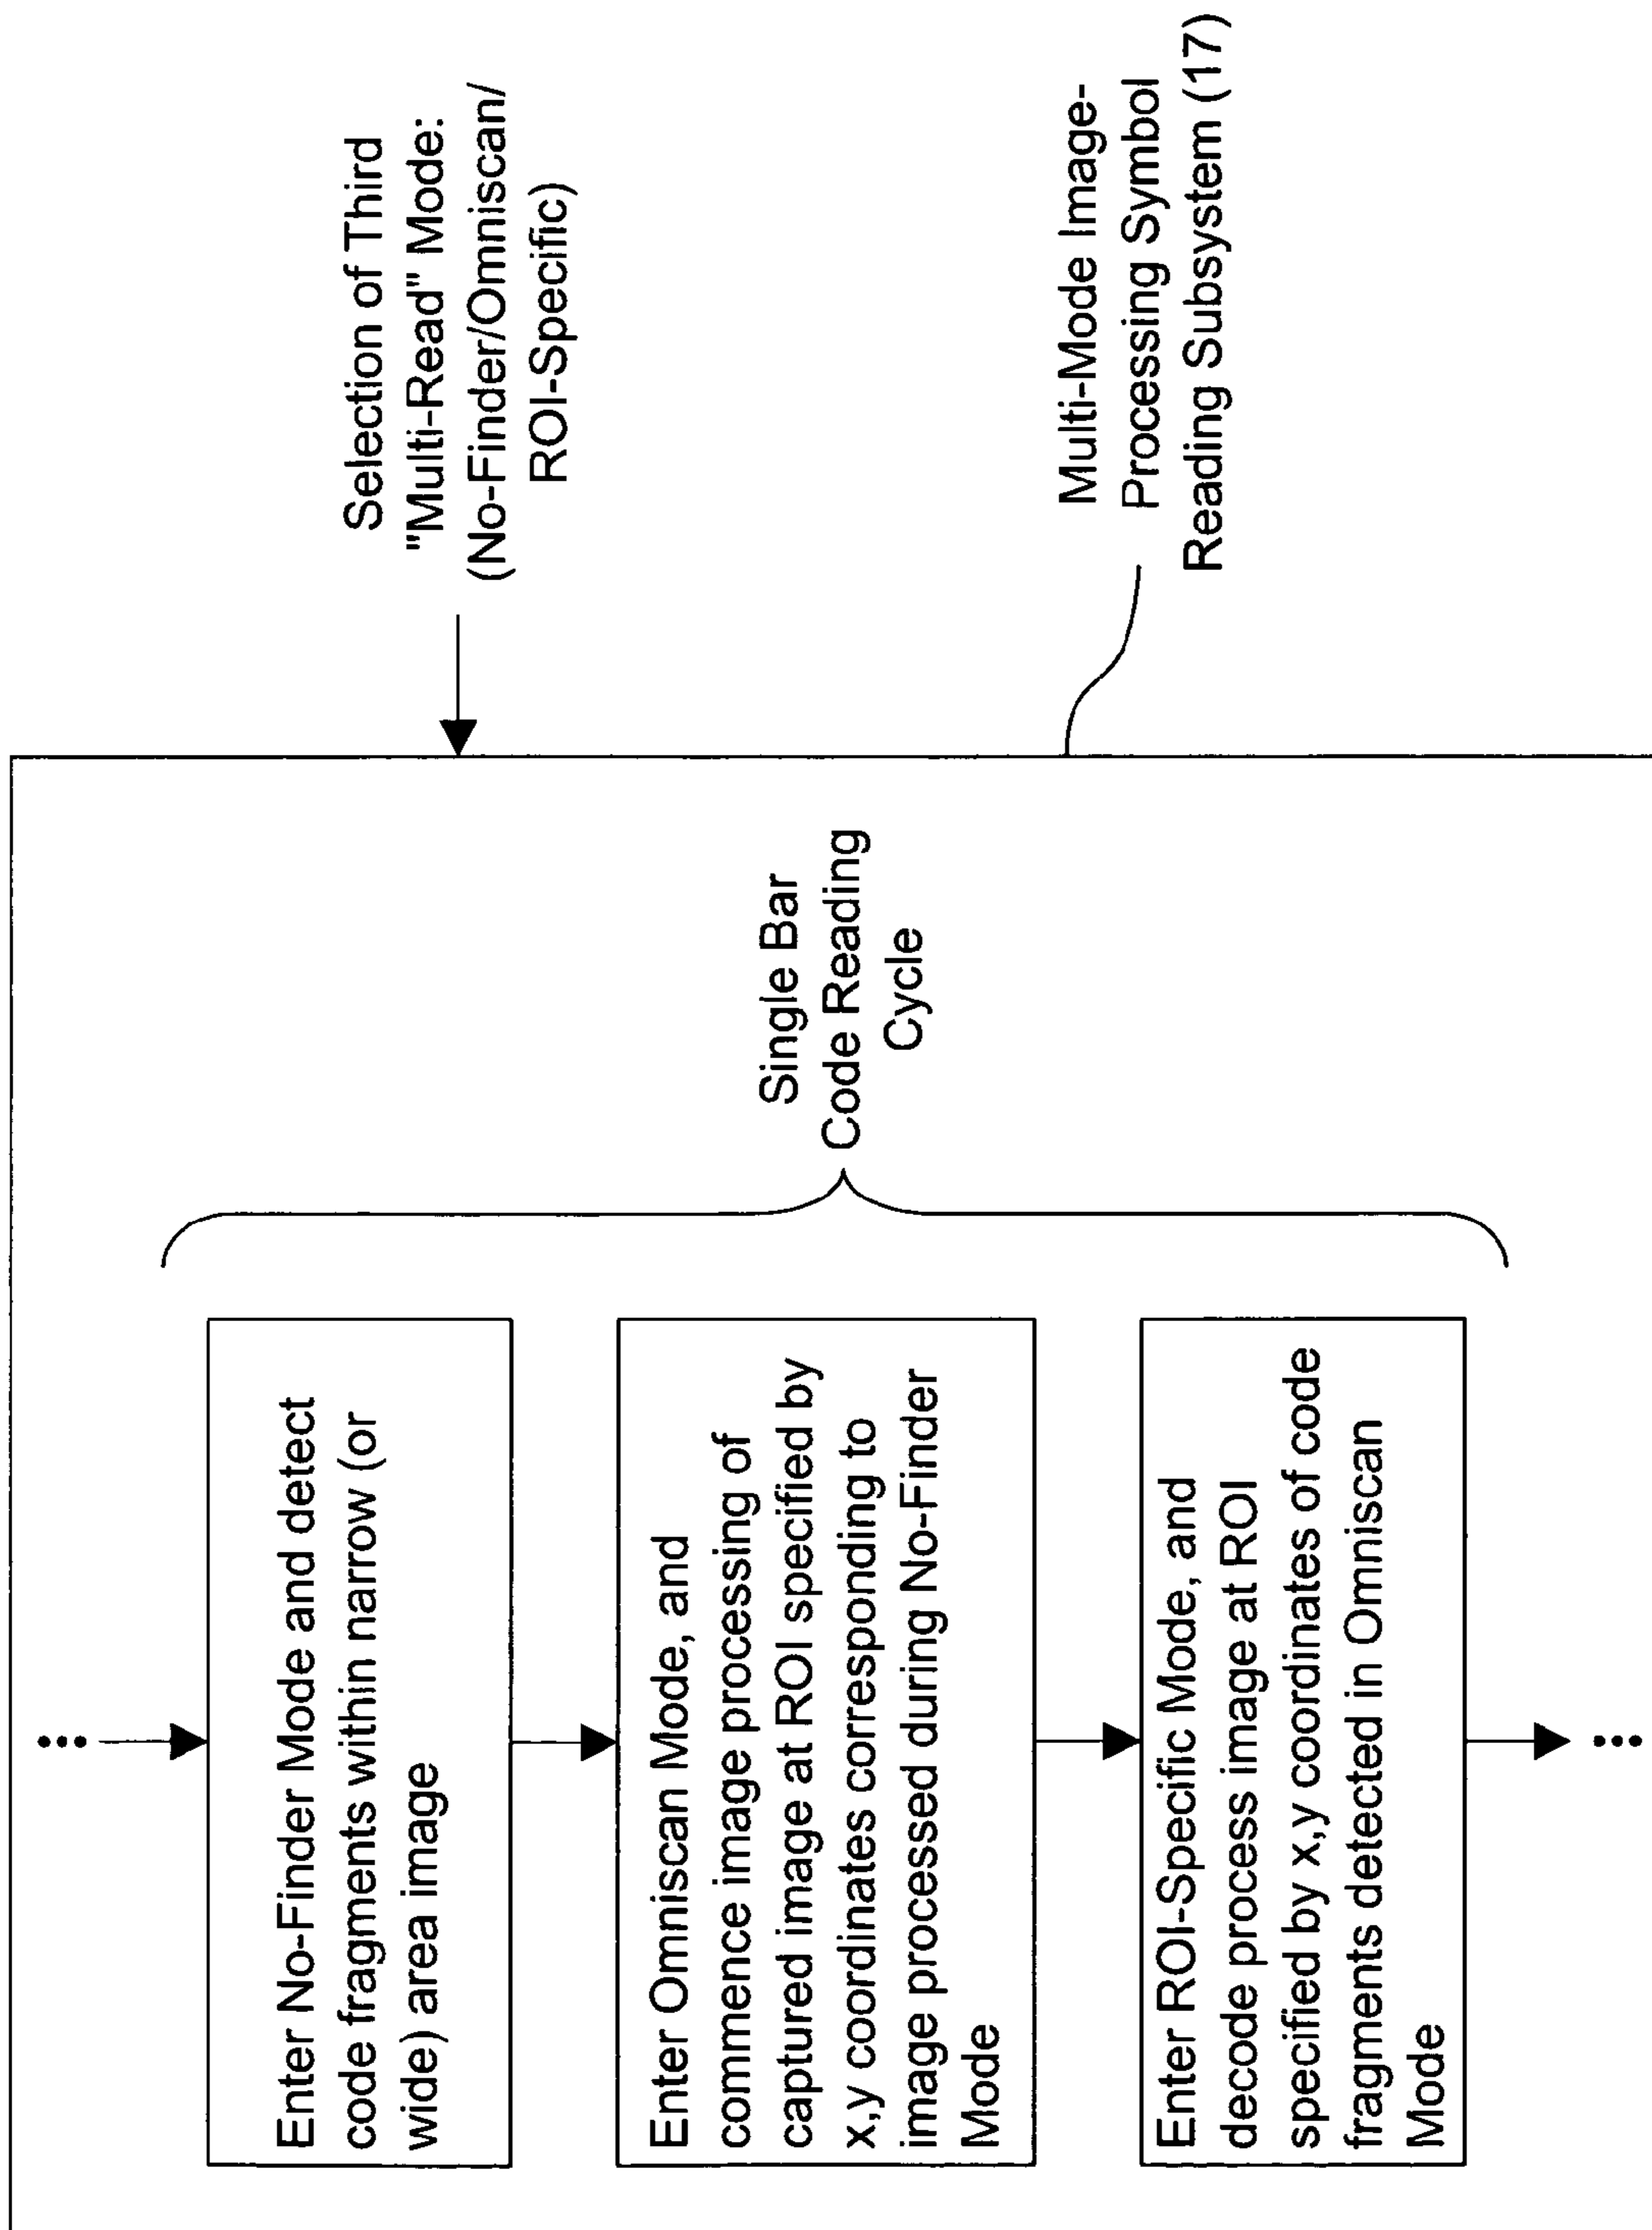 Selection of Third
"Multi-Read" Mode:
(No-Finder/Omniscan/
ROI-Specific)
Multi-Mode Image-
Processing Symbol
Reading Subsystem (17)
Single Bar
Code Reading
Cycle
Enter No-Finder Mode and detect
code fragments within narrow (or
wide) area image
Enter Omniscan Mode, and
commence image processing of
captured image at ROI specified by
x,y coordinates corresponding to
image processed during No-Finder
Mode
Enter ROI-Specific Mode, and
decode process image at ROI
specified by x,y coordinates of code
fragments detected in Omniscan
Mode